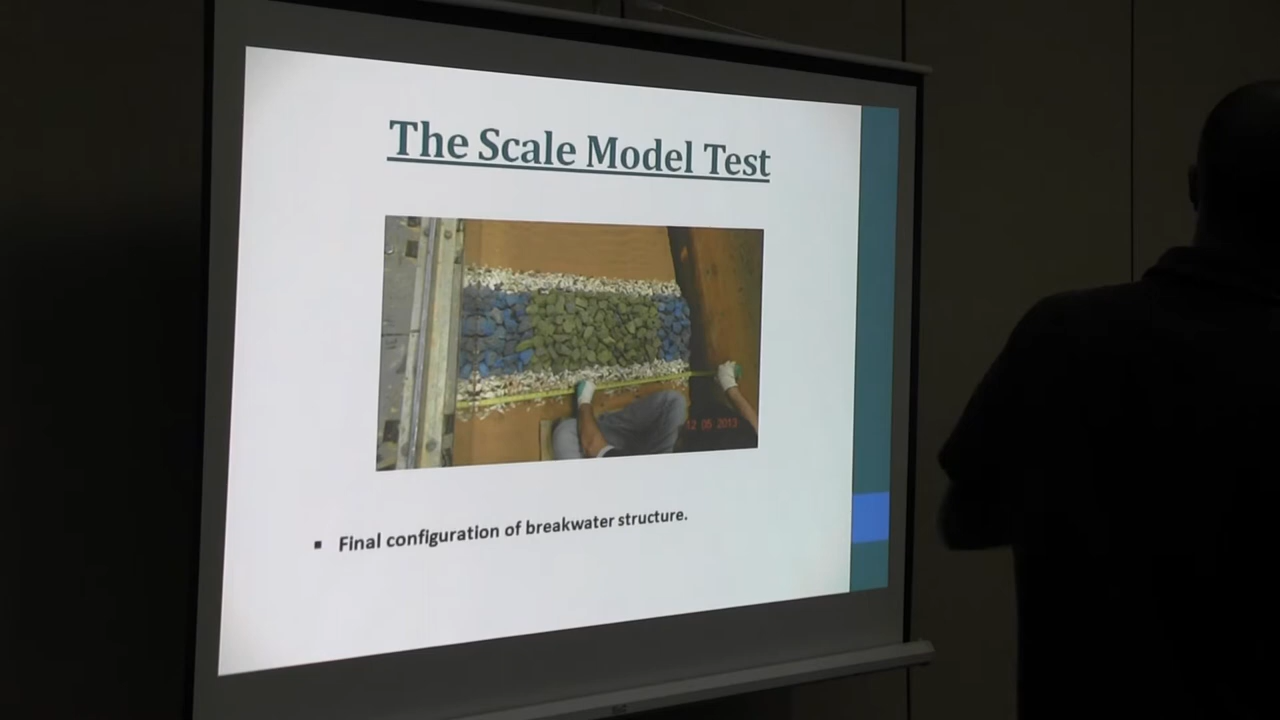 The Scale Model Test
12 05 2013
▪ Final configuration of breakwater structure.